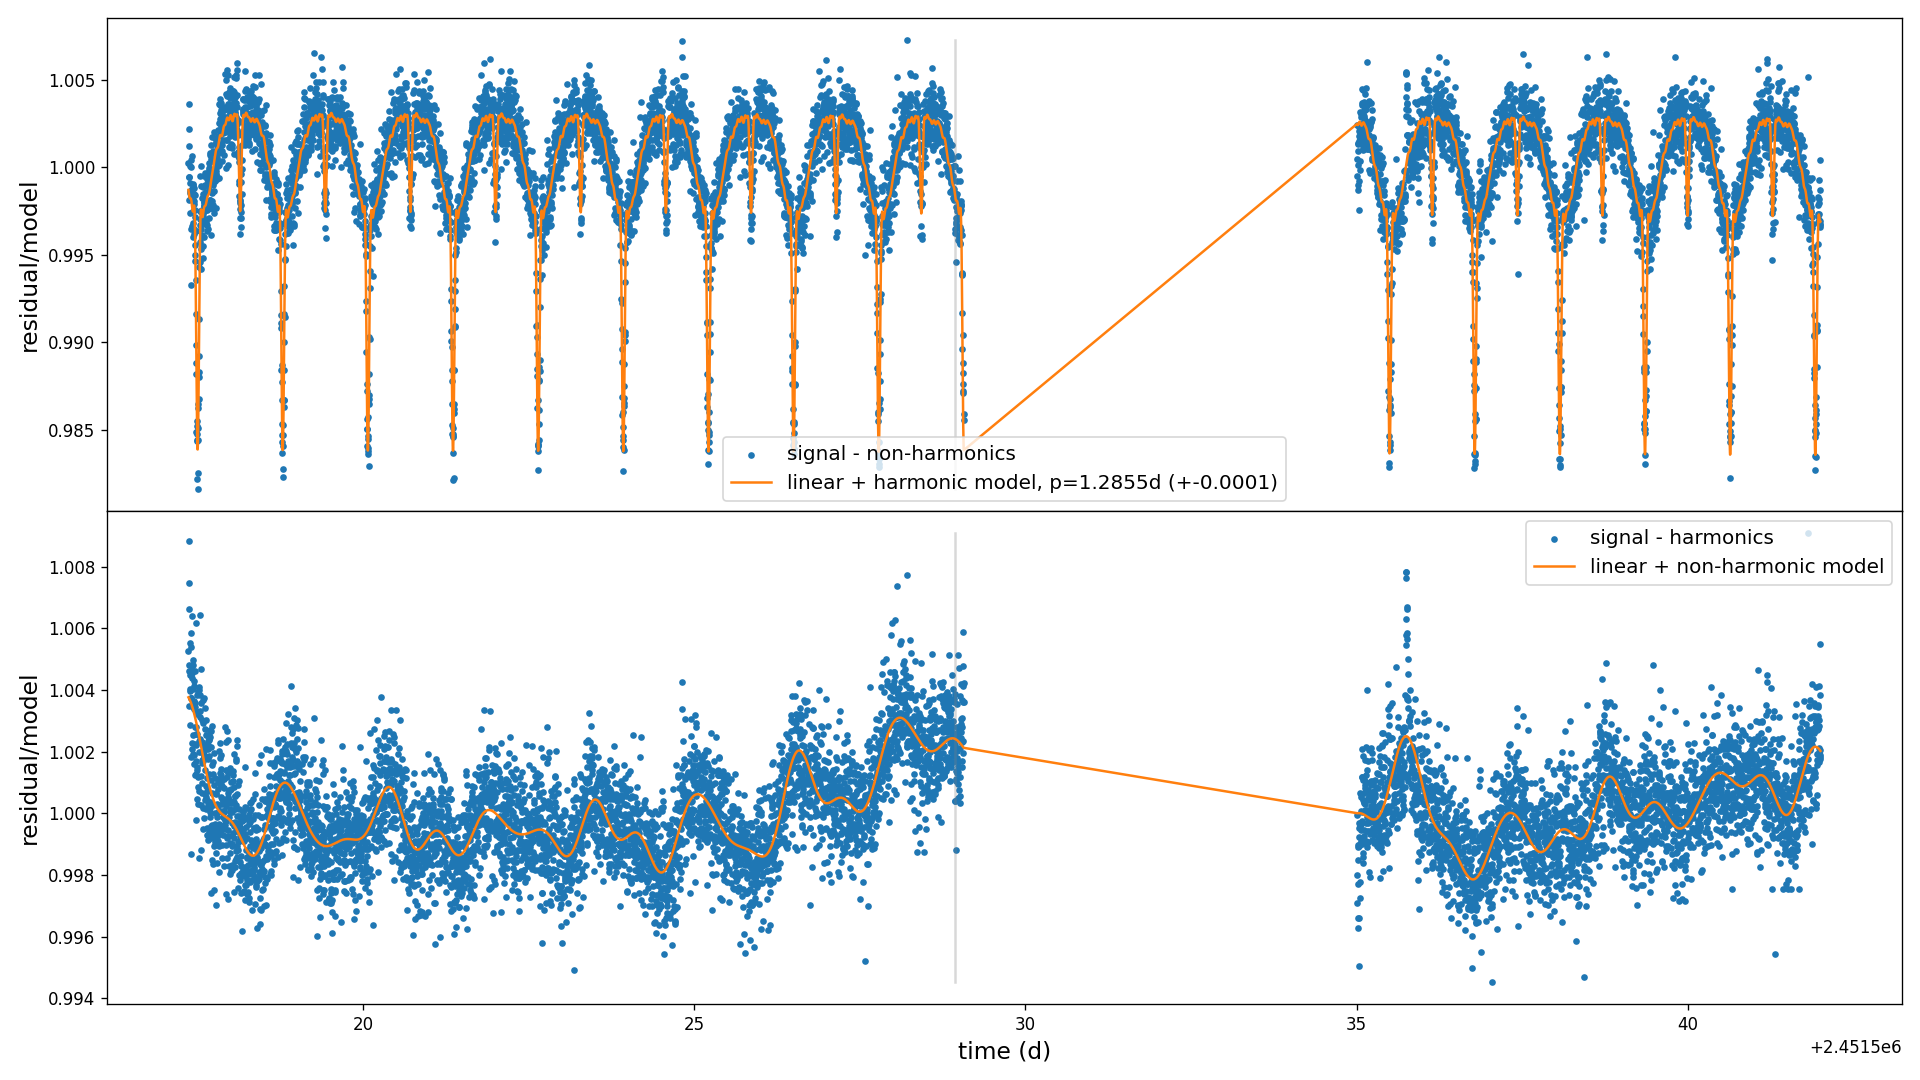 1.005
1.000
0.995
0.990
0.985
residual/model
signal - non-harmonics
linear + harmonic model, p=1.2855d (+-0.0001)
1.008
1.006
1.004
1.002
1.000
0.998
0.996
0.994
residual/model
signal - harmonics
linear + non-harmonic model
20
25
30
35
40
time (d)
+2.4515e6